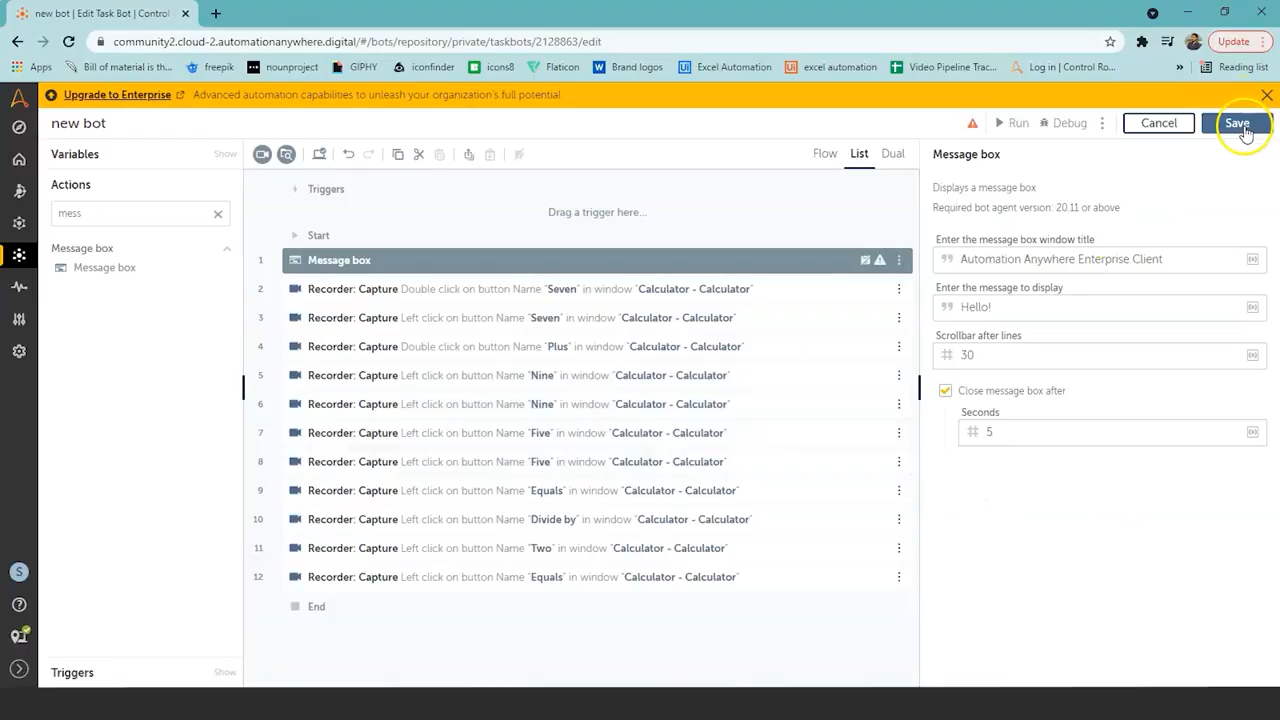 new bot | Edit Task Bot | Control
community2.cloud-2.automationanywhere.digital/#/bots/repository/private/taskbots/2128863/edit
Update
Apps
Bill of material is th...
freepik
nounproject
GIPHY
iconfinder
icons8
Flaticon
Brand logos
Excel Automation
excel automation
Video Pipeline Trac...
Log in | Control Ro...
»
Reading list
Upgrade to Enterprise
Advanced automation capabilities to unleash your organization's full potential
new bot
Run
Debug
Cancel
Save
Variables
Show
Flow
List
Dual
Message box
Actions
mess
Message box
Message box
Triggers
Drag a trigger here...
Start
1 Message box
2 Recorder: Capture Double click on button Name "Seven" in window "Calculator - Calculator"
3 Recorder: Capture Left click on button Name "Seven" in window "Calculator - Calculator"
4 Recorder: Capture Double click on button Name "Plus" in window "Calculator - Calculator"
5 Recorder: Capture Left click on button Name "Nine" in window "Calculator - Calculator"
6 Recorder: Capture Left click on button Name "Nine" in window "Calculator - Calculator"
7 Recorder: Capture Left click on button Name "Five" in window "Calculator - Calculator"
8 Recorder: Capture Left click on button Name "Five" in window "Calculator - Calculator"
9 Recorder: Capture Left click on button Name "Equals" in window "Calculator - Calculator"
10 Recorder: Capture Left click on button Name "Divide by" in window "Calculator - Calculator"
11 Recorder: Capture Left click on button Name "Two" in window "Calculator - Calculator"
12 Recorder: Capture Left click on button Name "Equals" in window "Calculator - Calculator"
End
Displays a message box
Required bot agent version: 20.11 or above
Enter the message box window title
Automation Anywhere Enterprise Client
Enter the message to display
Hello!
Scrollbar after lines
30
Close message box after
Seconds
5
S
Triggers
Show